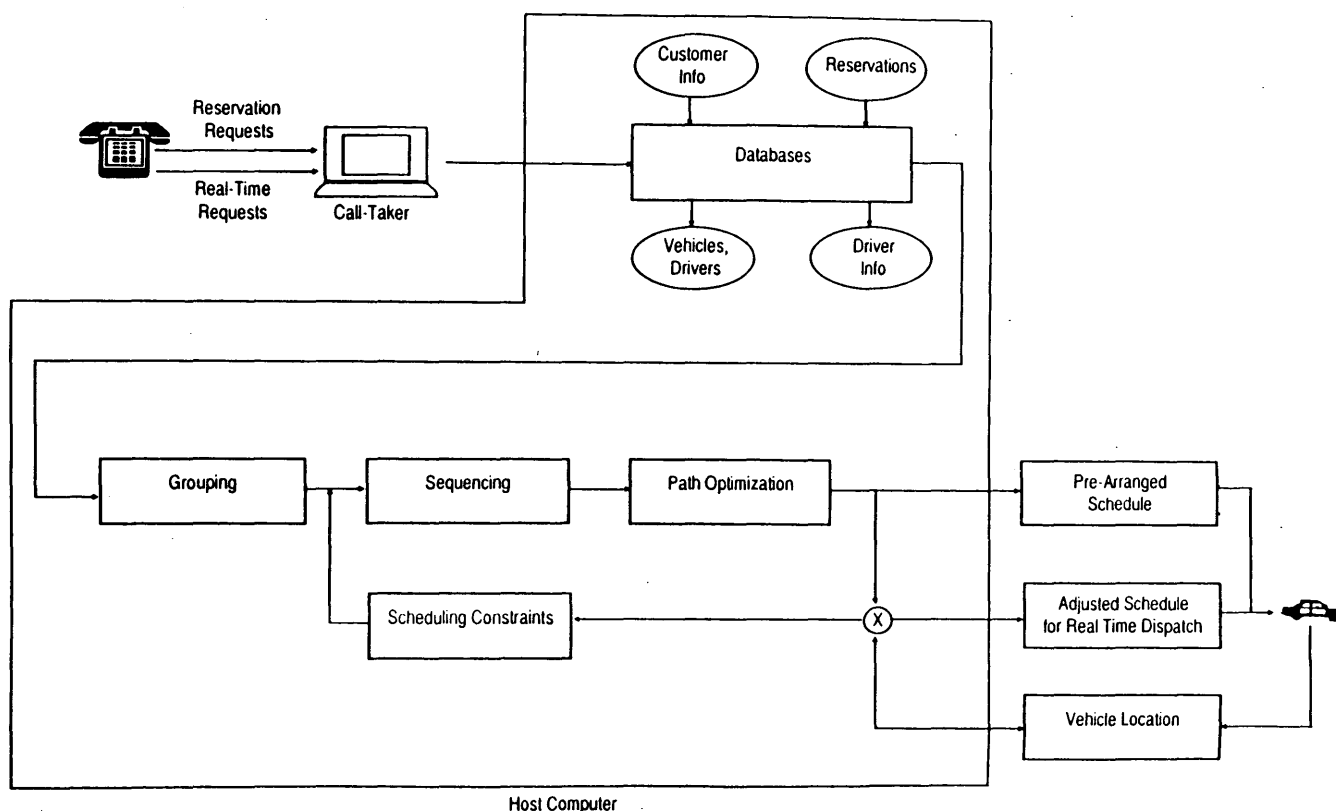 Customer
Info
Reservations
Reservation
Requests
Databases
Real-Time
Requests
Call-Taker
Vehicles,
Drivers
Driver
Info
Grouping
Sequencing
Path Optimization
Pre-Arranged
Schedule
Scheduling Constraints
X
Adjusted Schedule
for Real Time Dispatch
Vehicle Location
Host Computer